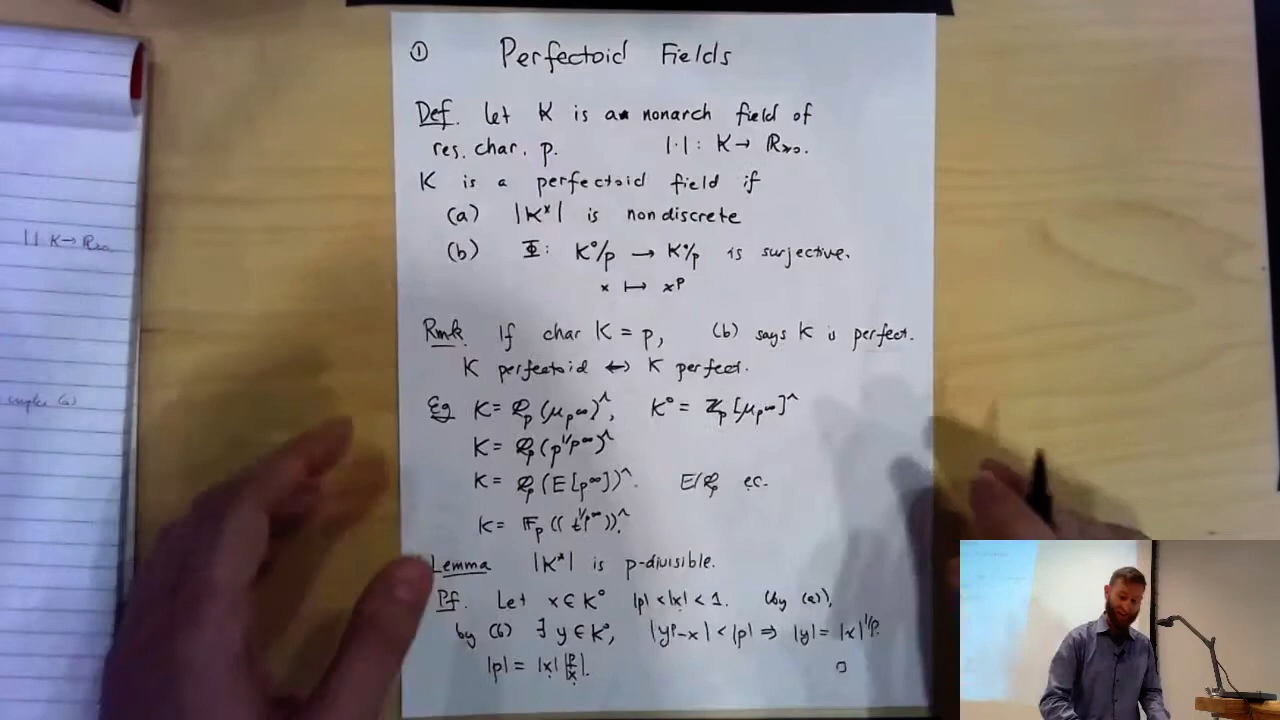 ① Perfectoid Fields
Def. Let K is a nonarch field of
res. char. p. |·| : K → ℝ≥0.
K is a perfectoid field if
(a) |K^×| is nondiscrete
(b) Φ: K°/p → K°/p is surjective.
x ↦ x^p
Rmk. If char K = p, (b) says K is perfect.
K perfectoid ↔ K perfect.
Eg K = ℚ_p(μ_p^∞)^∧, K° = ℤ_p[μ_p^∞]^∧
K = ℚ_p(p^{1/p^∞})^∧
K = ℚ_p(E[p^∞])^∧. E/ℚ_p ec.
K = 𝔽_p((t^{1/p^∞}))^∧.
Lemma |K^×| is p-divisible.
Pf. Let x ∈ K° |p| < |x| < 1. (by (a)),
by (b) ∃ y ∈ K°, |y^p - x| < |p| ⇒ |y| = |x|^{1/p}.
|p| = |x| |p/x|. □
|| K → ℝ≥0